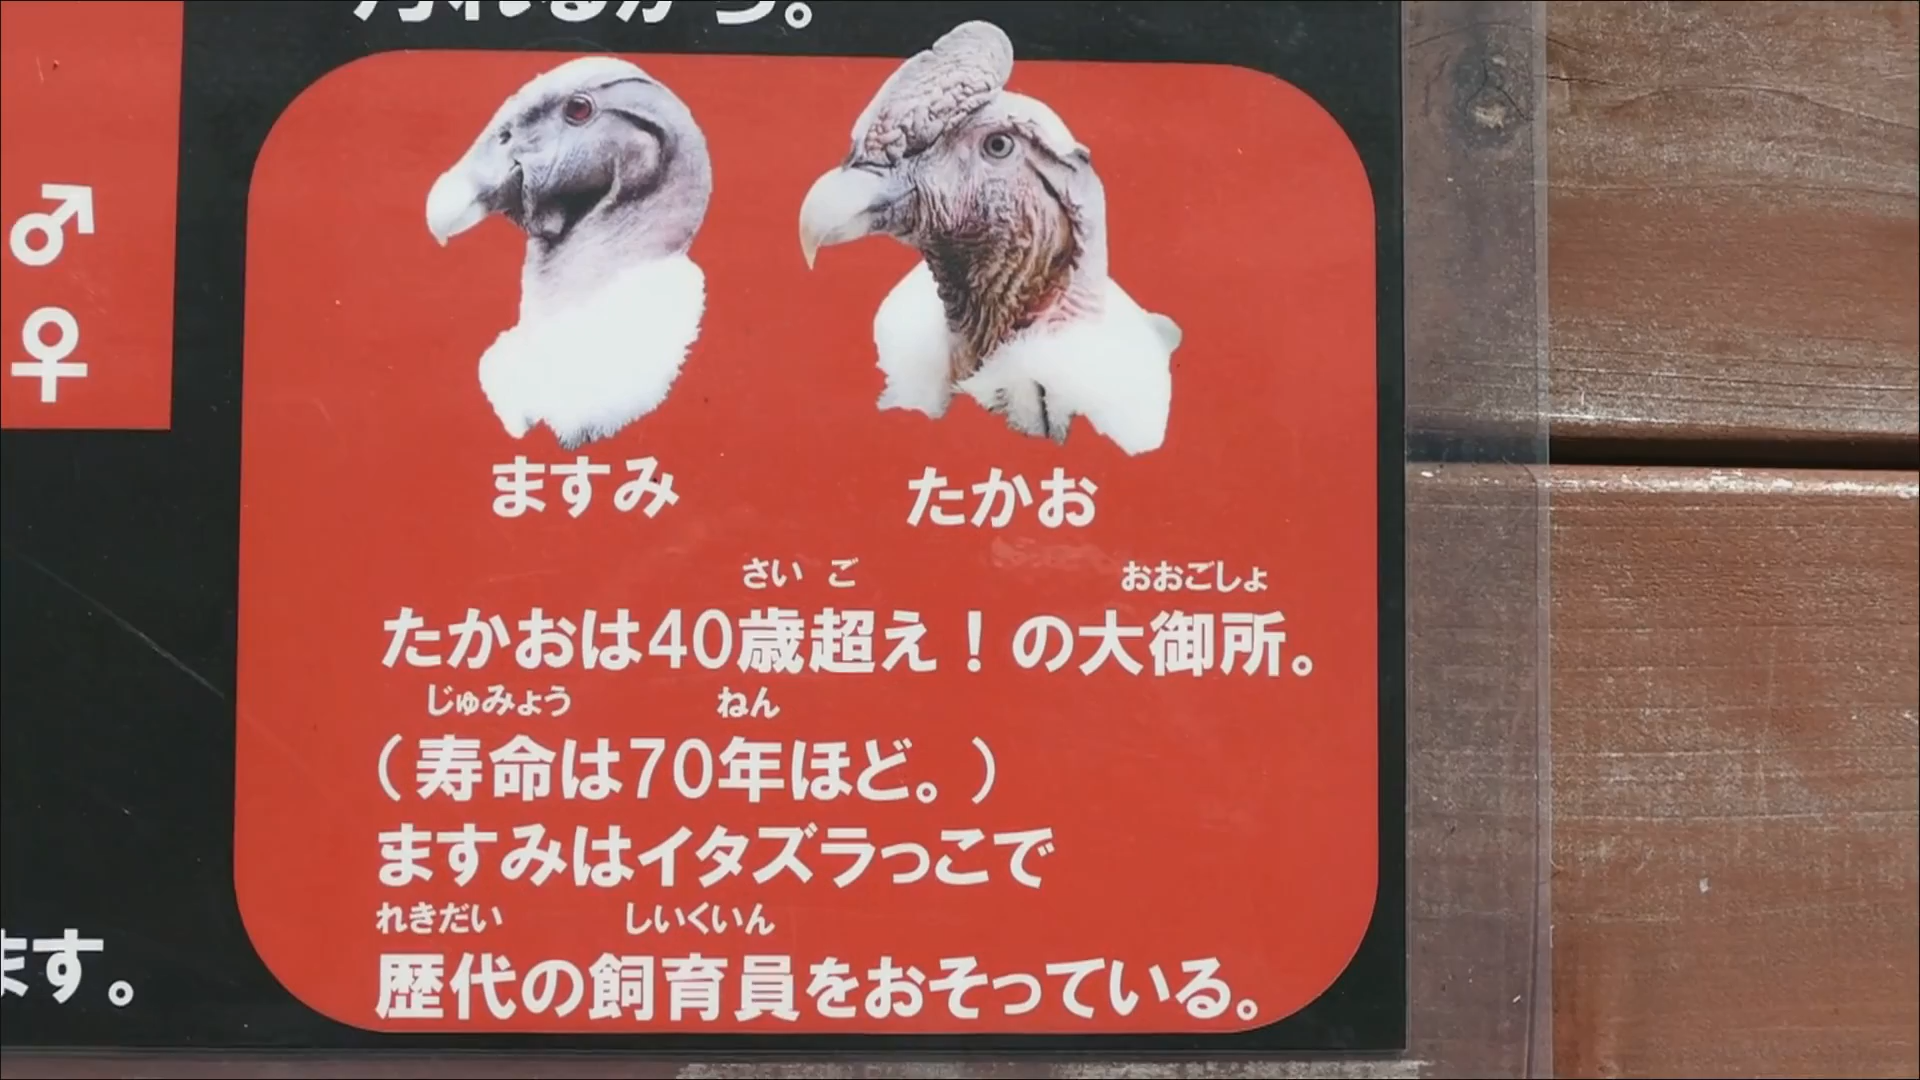 ♂
♀
ます。
ますみ
たかお
さい ご おおごしょ
たかおは40歳超え！の大御所。
じゅみょう ねん
（寿命は70年ほど。）
ますみはイタズラっこで
れきだい しいくいん
歴代の飼育員をおそっている。